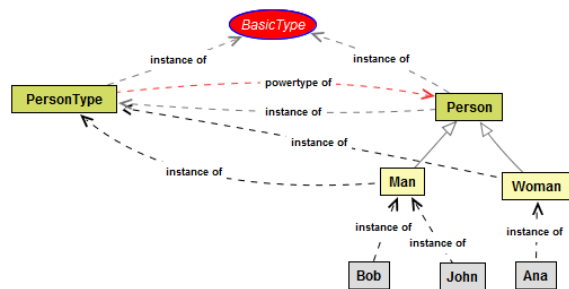 BasicType
instance of
instance of
powertype of
PersonType
Person
instance of
instance of
instance of
Man
Woman
instance of
instance of
instance of
Bob
John
Ana